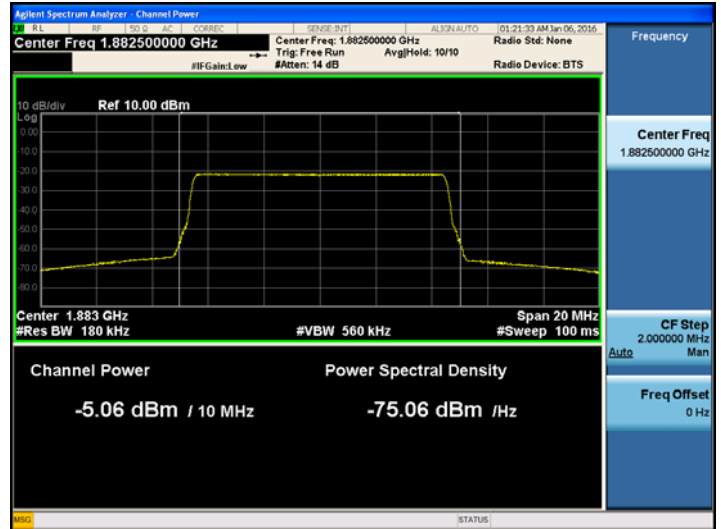 Agilent Spectrum Analyzer - Channel Power
RL RF 50 Ω AC CORREC SENSE:INT ALIGN AUTO 01:21:33 AM Jan 06, 2016
Center Freq 1.882500000 GHz
Center Freq: 1.882500000 GHz Radio Std: None
Trig: Free Run Avg|Hold: 10/10
#IFGain:Low #Atten: 14 dB Radio Device: BTS
10 dB/div Ref 10.00 dBm
Log
0.00
-10.0
-20.0
-30.0
-40.0
-50.0
-60.0
-70.0
-80.0
Center 1.883 GHz Span 20 MHz
#Res BW 180 kHz #VBW 560 kHz #Sweep 100 ms
Channel Power Power Spectral Density
-5.06 dBm / 10 MHz -75.06 dBm /Hz
Frequency
Center Freq
1.882500000 GHz
CF Step
2.000000 MHz
Auto Man
Freq Offset
0 Hz
MSG STATUS